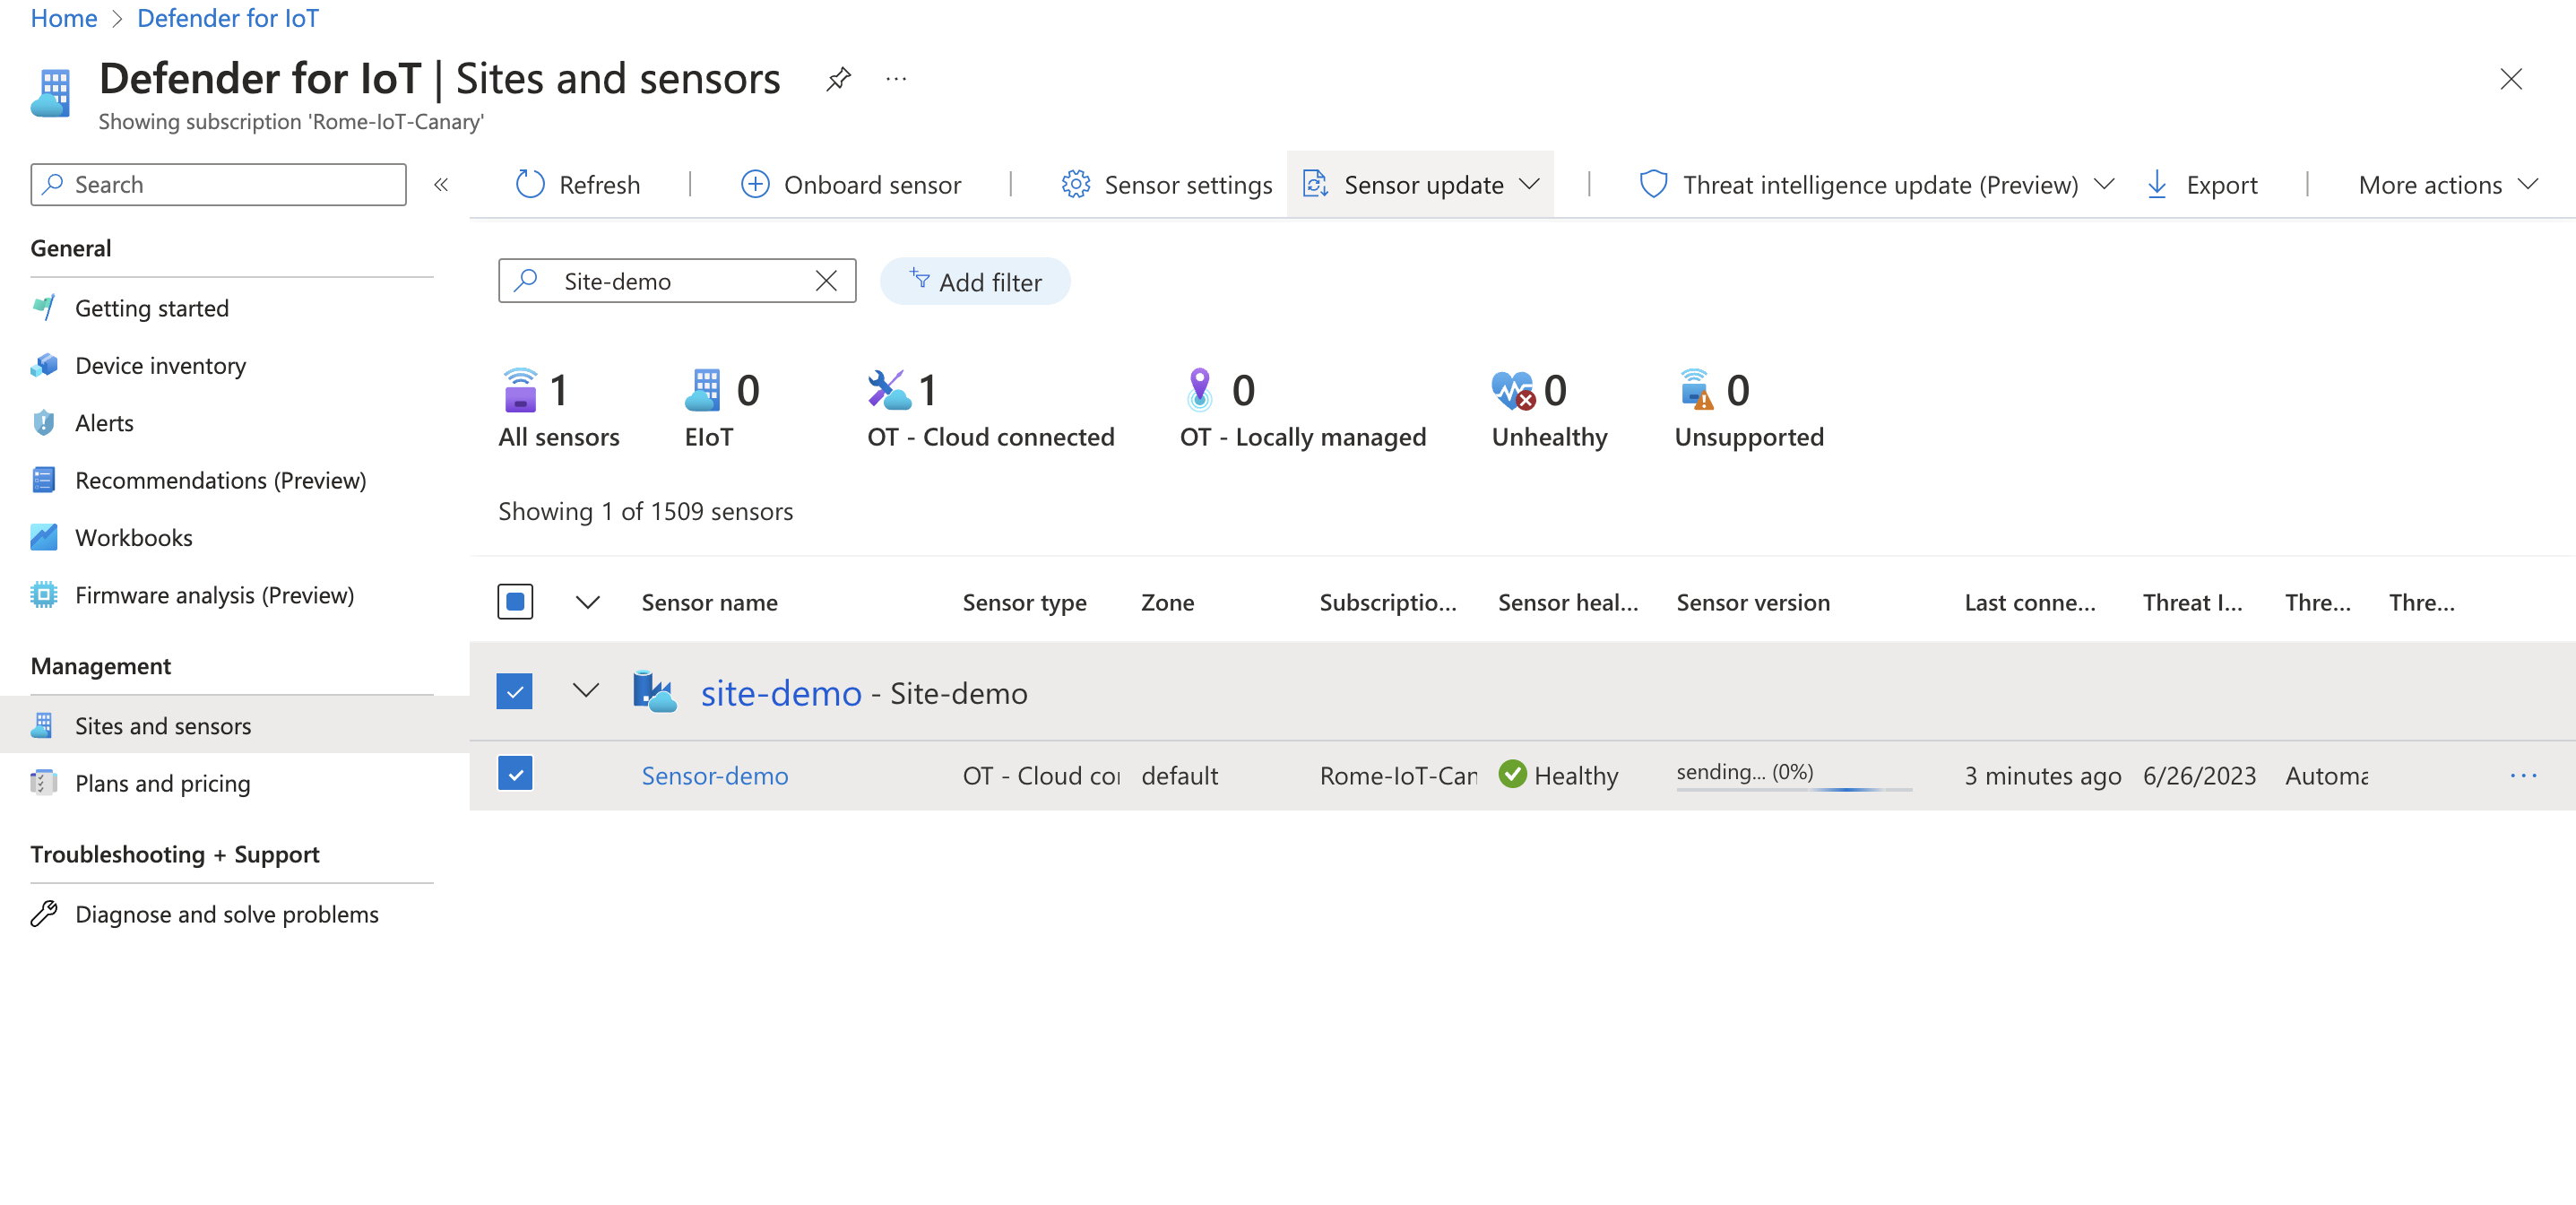 Home > Defender for IoT
Defender for IoT | Sites and sensors ...
Showing subscription 'Rome-IoT-Canary'
Search «
Refresh | Onboard sensor | Sensor settings Sensor update | Threat intelligence update (Preview) Export | More actions
General
Getting started
Device inventory
Alerts
Recommendations (Preview)
Workbooks
Firmware analysis (Preview)
Management
Sites and sensors
Plans and pricing
Troubleshooting + Support
Diagnose and solve problems
Site-demo Add filter
1 All sensors
0 EIoT
1 OT - Cloud connected
0 OT - Locally managed
0 Unhealthy
0 Unsupported
Showing 1 of 1509 sensors
Sensor name Sensor type Zone Subscriptio... Sensor heal... Sensor version Last conne... Threat I... Thre... Thre...
site-demo - Site-demo
Sensor-demo OT - Cloud co default Rome-IoT-Can Healthy sending... (0%) 3 minutes ago 6/26/2023 Automa ...